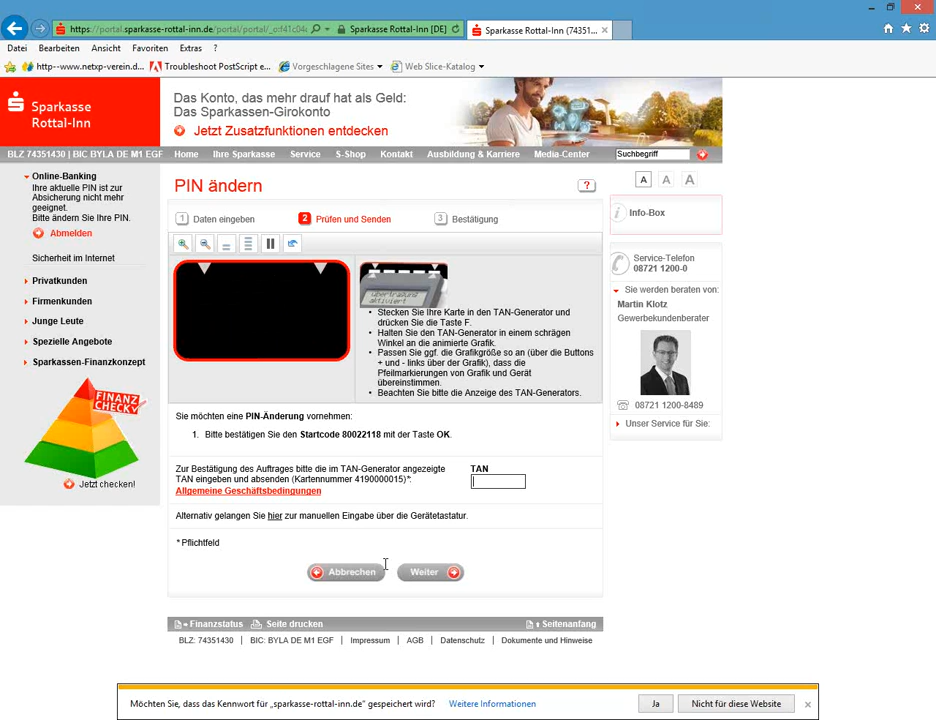 https://portal.sparkasse-rottal-inn.de/portal/portal/_o:f41c04
Sparkasse Rottal-Inn [DE]
Sparkasse Rottal-Inn (74351...
Datei Bearbeiten Ansicht Favoriten Extras ?
http--www.netxp-verein.d... Troubleshoot PostScript e... Vorgeschlagene Sites Web Slice-Katalog
Sparkasse
Rottal-Inn
Das Konto, das mehr drauf hat als Geld:
Das Sparkassen-Girokonto
Jetzt Zusatzfunktionen entdecken
BLZ 74351430 | BIC BYLA DE M1 EGF Home Ihre Sparkasse Service S-Shop Kontakt Ausbildung & Karriere Media-Center Suchbegriff
Online-Banking
Ihre aktuelle PIN ist zur
Absicherung nicht mehr
geeignet.
Bitte ändern Sie Ihre PIN.
Abmelden
Sicherheit im Internet
Privatkunden
Firmenkunden
Junge Leute
Spezielle Angebote
Sparkassen-Finanzkonzept
FINANZ
CHECK
Jetzt checken!
PIN ändern
?
1 Daten eingeben 2 Prüfen und Senden 3 Bestätigung
Übertragung
aktiviert
• Stecken Sie Ihre Karte in den TAN-Generator und
drücken Sie die Taste F.
• Halten Sie den TAN-Generator in einem schrägen
Winkel an die animierte Grafik.
• Passen Sie ggf. die Grafikgröße so an (über die Buttons
+ und - links über der Grafik), dass die
Pfeilmarkierungen von Grafik und Gerät
übereinstimmen.
• Beachten Sie bitte die Anzeige des TAN-Generators.
Sie möchten eine PIN-Änderung vornehmen:
1. Bitte bestätigen Sie den Startcode 80022118 mit der Taste OK.
Zur Bestätigung des Auftrages bitte die im TAN-Generator angezeigte
TAN eingeben und absenden (Kartennummer 4190000015)*:
Allgemeine Geschäftsbedingungen
TAN
Alternativ gelangen Sie hier zur manuellen Eingabe über die Gerätetastatur.
* Pflichtfeld
Abbrechen Weiter
Finanzstatus Seite drucken Seitenanfang
BLZ: 74351430 | BIC: BYLA DE M1 EGF | Impressum | AGB | Datenschutz | Dokumente und Hinweise
A A A
Info-Box
Service-Telefon
08721 1200-0
Sie werden beraten von:
Martin Klotz
Gewerbekundenberater
08721 1200-8489
Unser Service für Sie:
Möchten Sie, dass das Kennwort für „sparkasse-rottal-inn.de" gespeichert wird? Weitere Informationen Ja Nicht für diese Website